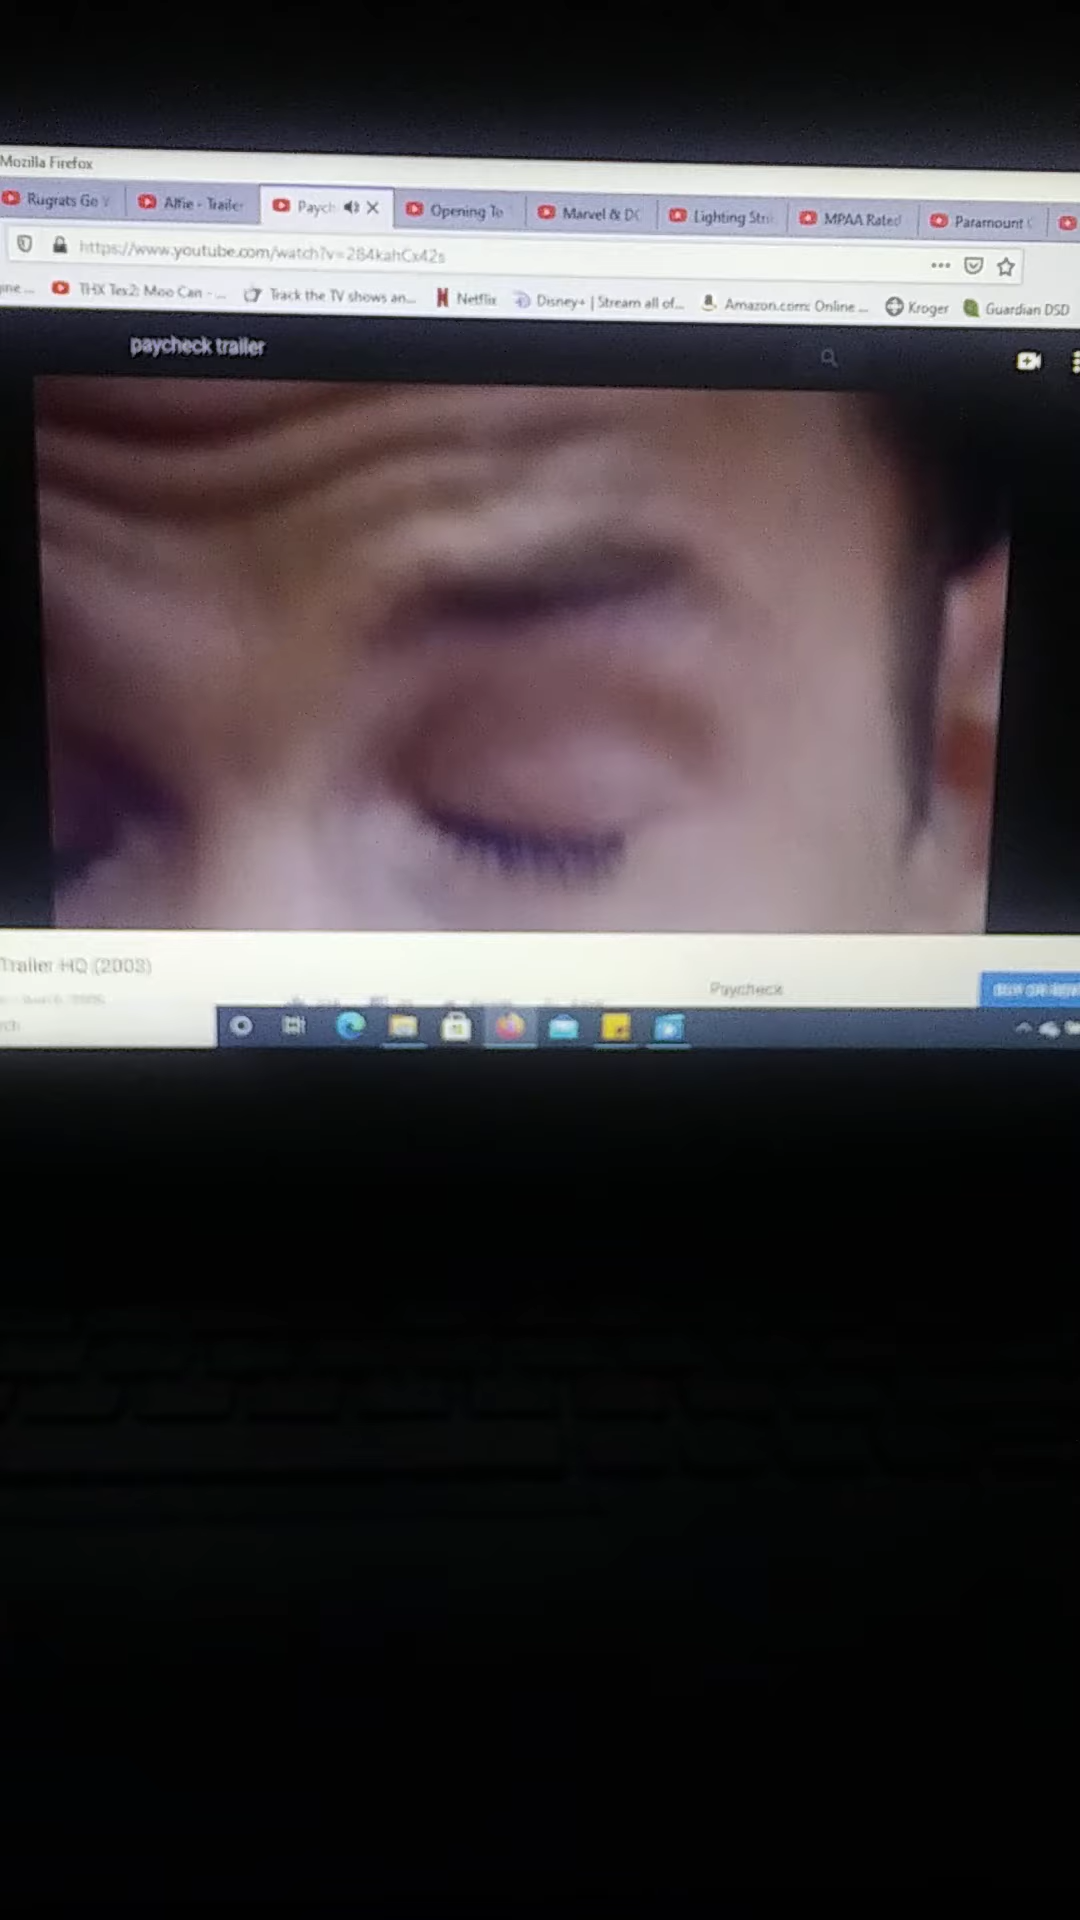 Mozilla Firefox
Rugrats Go Alfie - Trailer Paych Opening To Marvel & DC Lighting Stri MPAA Rated Paramount
https://www.youtube.com/watch?v=284kahCx42s
ine ... THX Tex2: Moo Can - ... Track the TV shows an... Netflix Disney+ | Stream all of... Amazon.com: Online ... Kroger Guardian DSD
paycheck trailer
Trailer HQ (2003)
Paycheck